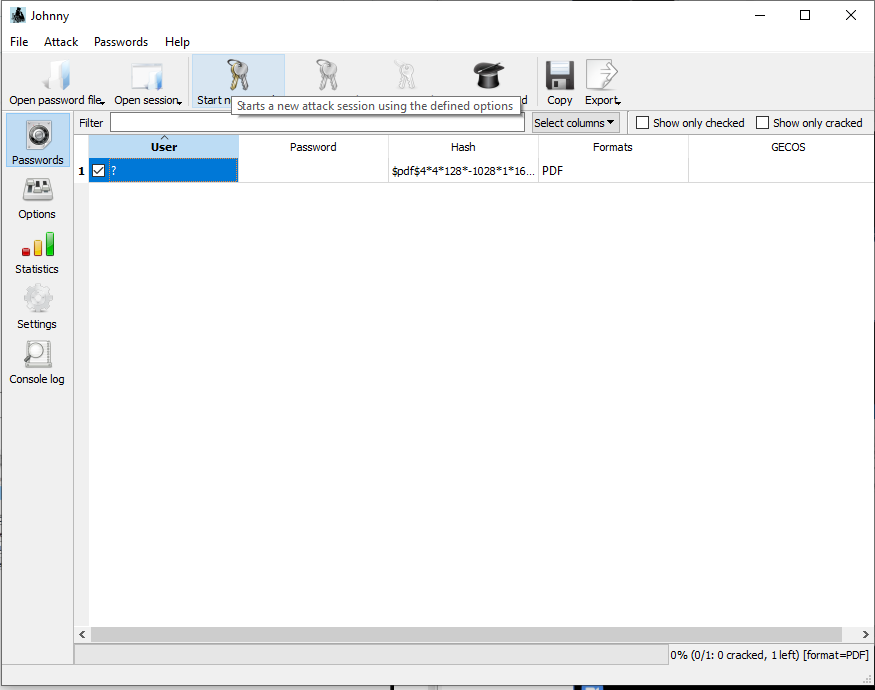 Johnny
File Attack Passwords Help
Open password file Open session Start n Copy Export
Starts a new attack session using the defined options
Filter Select columns Show only checked Show only cracked
Passwords
Options
Statistics
Settings
Console log
User Password Hash Formats GECOS
1 ? $pdf$4*4*128*-1028*1*16... PDF
0% (0/1: 0 cracked, 1 left) [format=PDF]